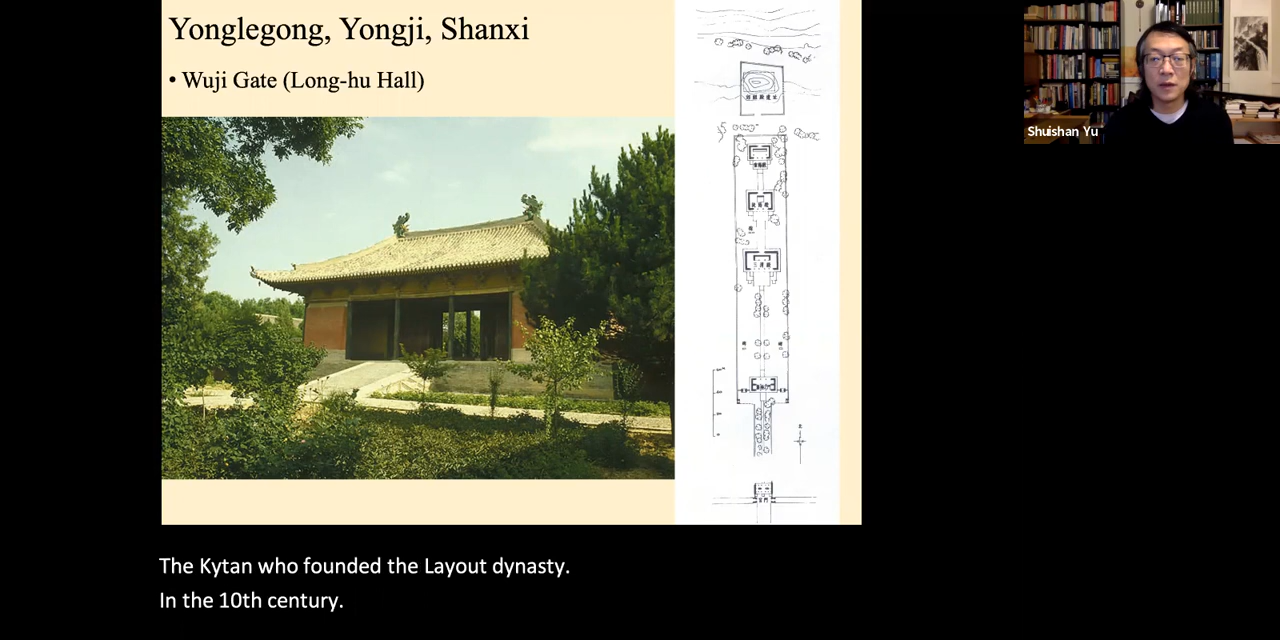 Yonglegong, Yongji, Shanxi
• Wuji Gate (Long-hu Hall)
Shuishan Yu
The Kytan who founded the Layout dynasty.
In the 10th century.